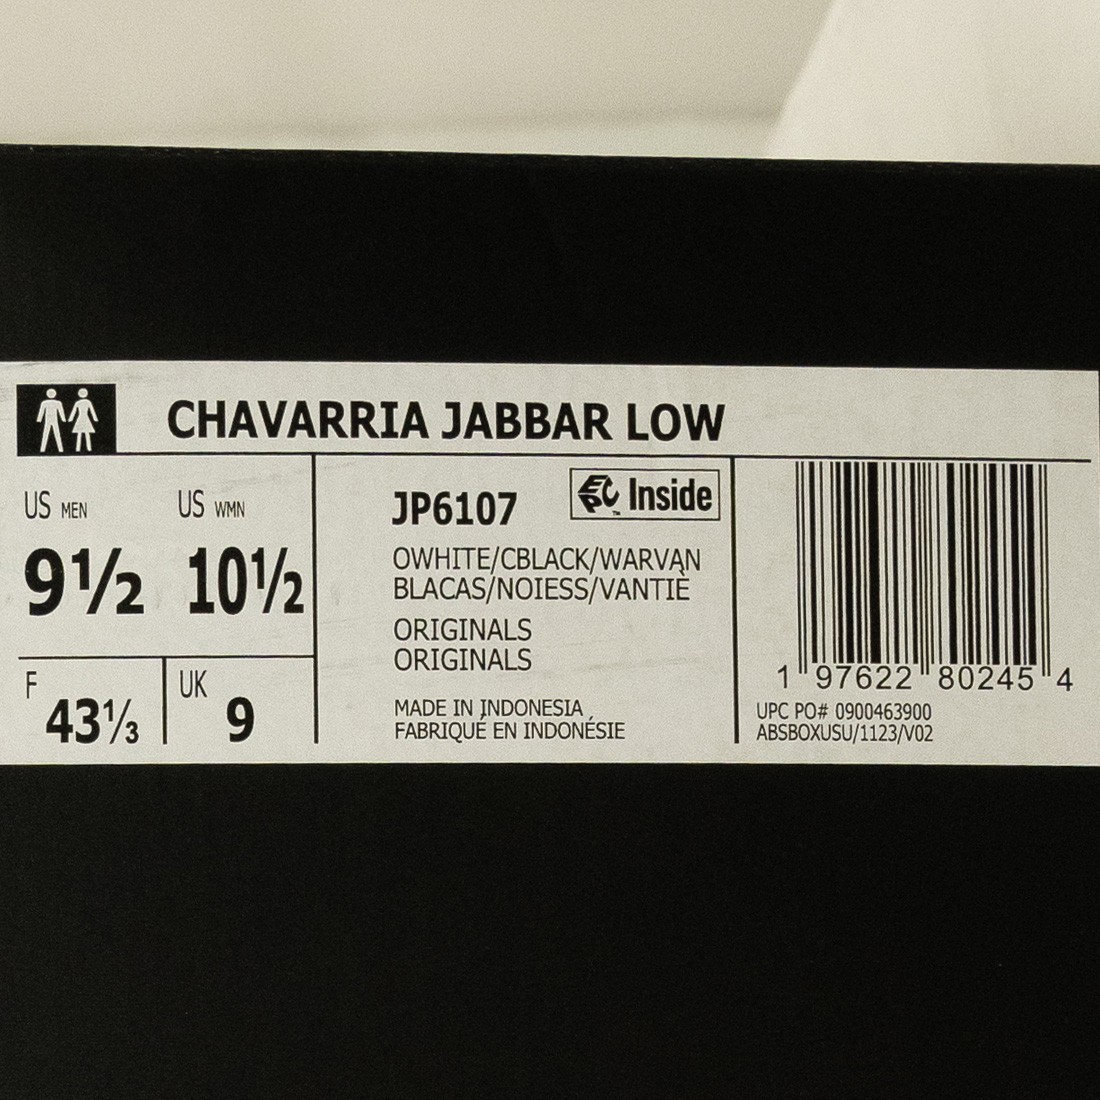 CHAVARRIA JABBAR LOW
US MEN US WMN
9½ 10½
F 43⅓ UK 9
JP6107
EPC™ Inside
OWHITE/CBLACK/WARVAN
BLACAS/NOIESS/VANTIÈ
ORIGINALS
ORIGINALS
MADE IN INDONESIA
FABRIQUÉ EN INDONÉSIE
1 97622 80245 4
UPC PO# 0900463900
ABSBOXUSU/1123/V02